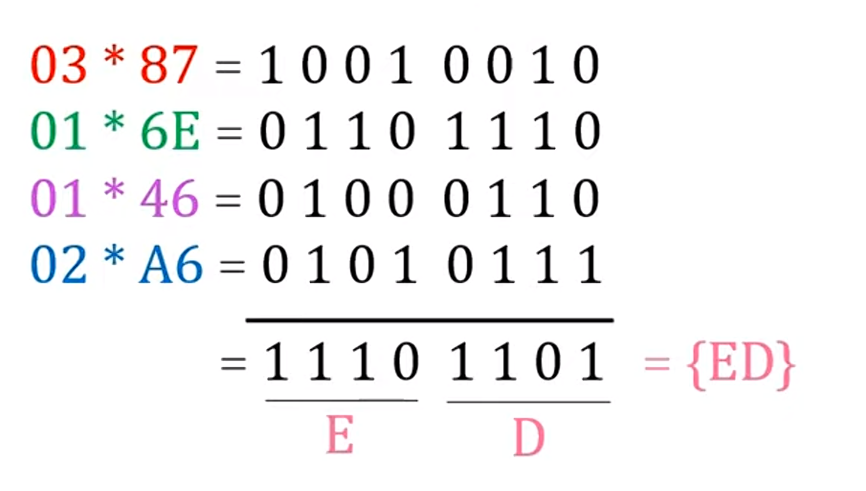 03 * 87 = 1 0 0 1 0 0 1 0
01 * 6E = 0 1 1 0 1 1 1 0
01 * 46 = 0 1 0 0 0 1 1 0
02 * A6 = 0 1 0 1 0 1 1 1
= 1 1 1 0 1 1 0 1 = {ED}
E D